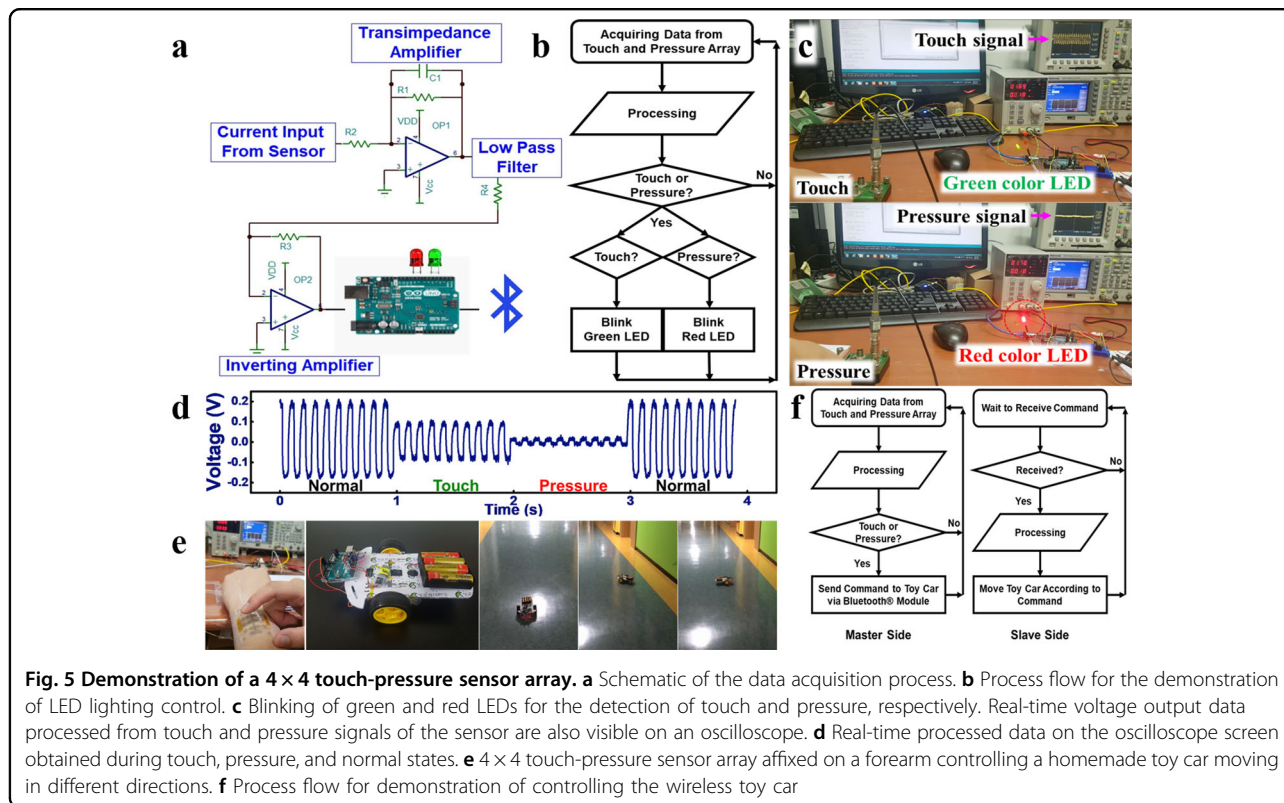 a
Transimpedance
Amplifier
C1
R1
VDD
OP1
Current Input
From Sensor
R2
2
4
6
3
7
Vcc
Low Pass
Filter
R4
R3
VDD
OP2
2
3
7
Vcc
Inverting Amplifier
b
Acquiring Data from
Touch and Pressure Array
Processing
Touch or
Pressure?
No
Yes
Touch?
Pressure?
Blink
Green LED
Blink
Red LED
c
Touch signal
Touch
Green color LED
Pressure signal
Pressure
Red color LED
d
Voltage (V)
0.2
0.1
0.0
-0.1
-0.2
Normal
Touch
Pressure
Normal
0
1
2
3
4
Time (s)
e
f
Acquiring Data from
Touch and Pressure Array
Processing
Touch or
Pressure?
No
Yes
Send Command to Toy Car
via Bluetooth® Module
Master Side
Wait to Receive Command
Received?
No
Yes
Processing
Move Toy Car According to
Command
Slave Side
Fig. 5 Demonstration of a 4 × 4 touch-pressure sensor array. a Schematic of the data acquisition process. b Process flow for the demonstration
of LED lighting control. c Blinking of green and red LEDs for the detection of touch and pressure, respectively. Real-time voltage output data
processed from touch and pressure signals of the sensor are also visible on an oscilloscope. d Real-time processed data on the oscilloscope screen
obtained during touch, pressure, and normal states. e 4 × 4 touch-pressure sensor array affixed on a forearm controlling a homemade toy car moving
in different directions. f Process flow for demonstration of controlling the wireless toy car